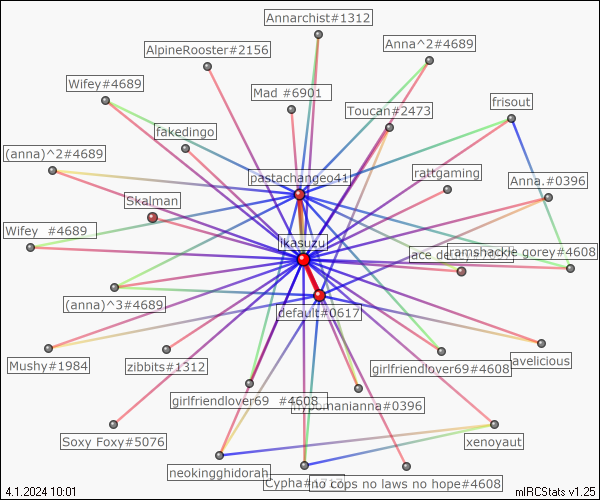 Annarchist#1312
AlpineRooster#2156
Anna^2#4689
Wifey#4689
Mad #6901
frisout
Toucan#2473
fakedingo
(anna)^2#4689
rattgaming
pastachangeo41
Anna.#0396
Skalman
Wifey #4689
ikasuzu
ace de
ramshackle gorey#4608
(anna)^3#4689
default#0617
Mushy#1984
zibbits#1312
girlfriendlover69#4608
avelicious
girlfriendlover69 #4608
hypomanianna#0396
Soxy Foxy#5076
xenoyaut
neokingghidorah
Cypha#
no cops no laws no hope#4608
4.1.2024 10:01
mIRCStats v1.25